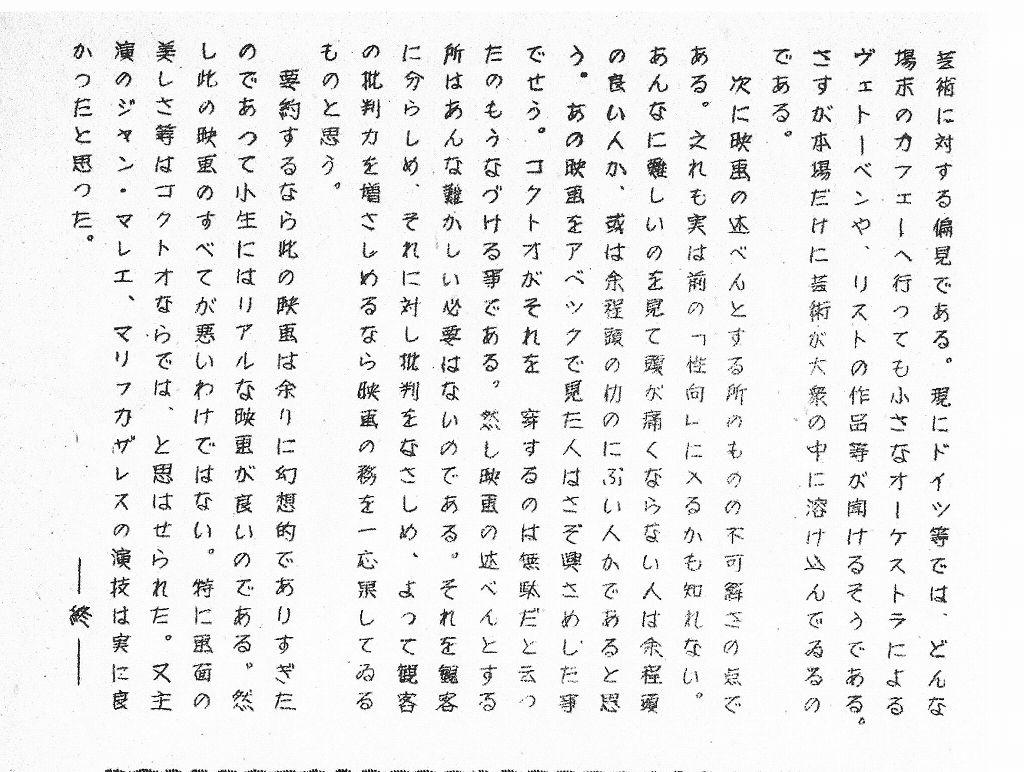 芸術に対する偏見である。現にドイツ等では、どんな
場末のカフェーへ行つても小さなオーケストラによる
ヴェトーベンや、リストの作品等が聞けるそうである。
さすが本場だけに芸術が大衆の中に溶け込んでゐるの
である。
次に映画の述べんとする所のものの不可解さの点で
ある。之れも実は前の「性向」に入るかも知れない。
あんなに難しいのを見て頭が痛くならない人は余程頭
の良い人か、或は余程頭の働のにぶい人かであると思
う。あの映画をアベックで見た人はさぞ興さめした事
でせう。コクトオがそれを 穿するのは無駄だと云つ
たのもうなづける事である。然し映画の述べんとする
所はあんな難かしい必要はないのである。それを観客
に分らしめ、それに対し批判をなさしめ、よつて観客
の批判力を増さしめるなら映画の務を一応果してゐる
ものと思う。
要約するなら此の映画は余りに幻想的でありすぎた
のであつて小生にはリアルな映画が良いのである。然
し此の映画のすべてが悪いわけではない。特に画面の
美しさ等はコクトオならでは、と思はせられた。又主
演のジャン・マレエ、マリフカザレスの演技は実に良
かつたと思つた。
――終――